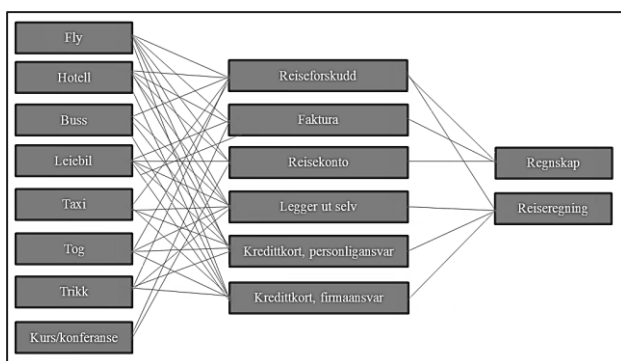 Fly
Hotell
Buss
Leiebil
Taxi
Tog
Trikk
Kurs/konferanse
Reiseforskudd
Faktura
Reisekonto
Legger ut selv
Kredittkort, personligansvar
Kredittkort, firmaansvar
Regnskap
Reiseregning